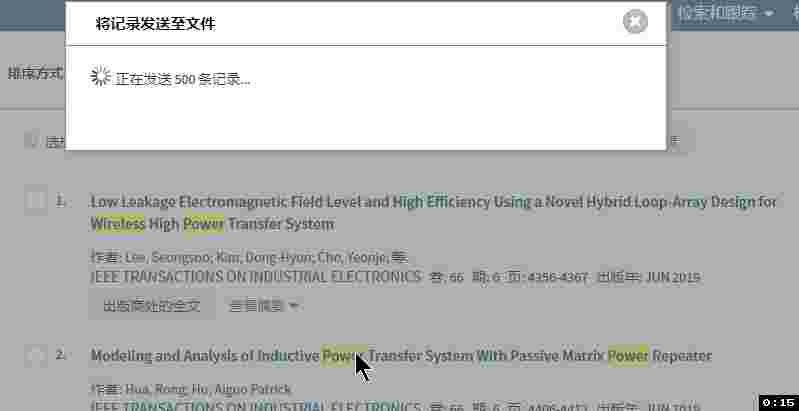 将记录发送至文件
检索和跟踪
正在发送 500 条记录...
排序方式
选择
1. Low Leakage Electromagnetic Field Level and High Efficiency Using a Novel Hybrid Loop-Array Design for
Wireless High Power Transfer System
作者: Lee, Seongsoo; Kim, Dong-Hyun; Cho, Yeonje; 等.
IEEE TRANSACTIONS ON INDUSTRIAL ELECTRONICS 卷: 66 期: 6 页: 4356-4367 出版年: JUN 2019
出版商处的全文 查看摘要
2. Modeling and Analysis of Inductive Power Transfer System With Passive Matrix Power Repeater
作者: Hua, Rong; Hu, Aiguo Patrick
IEEE TRANSACTIONS ON INDUSTRIAL ELECTRONICS 卷: 66 期: 6 页: 4406-4413 出版年: JUN 2019
0:15